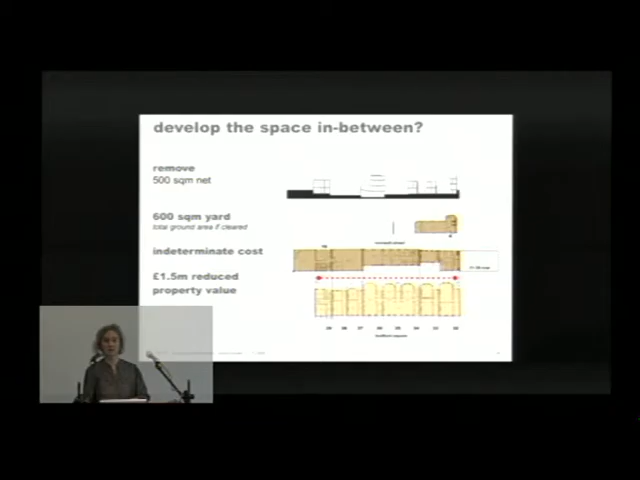 develop the space in-between?
remove
500 sqm net
600 sqm yard
total ground area if cleared
indeterminate cost
£1.5m reduced
property value